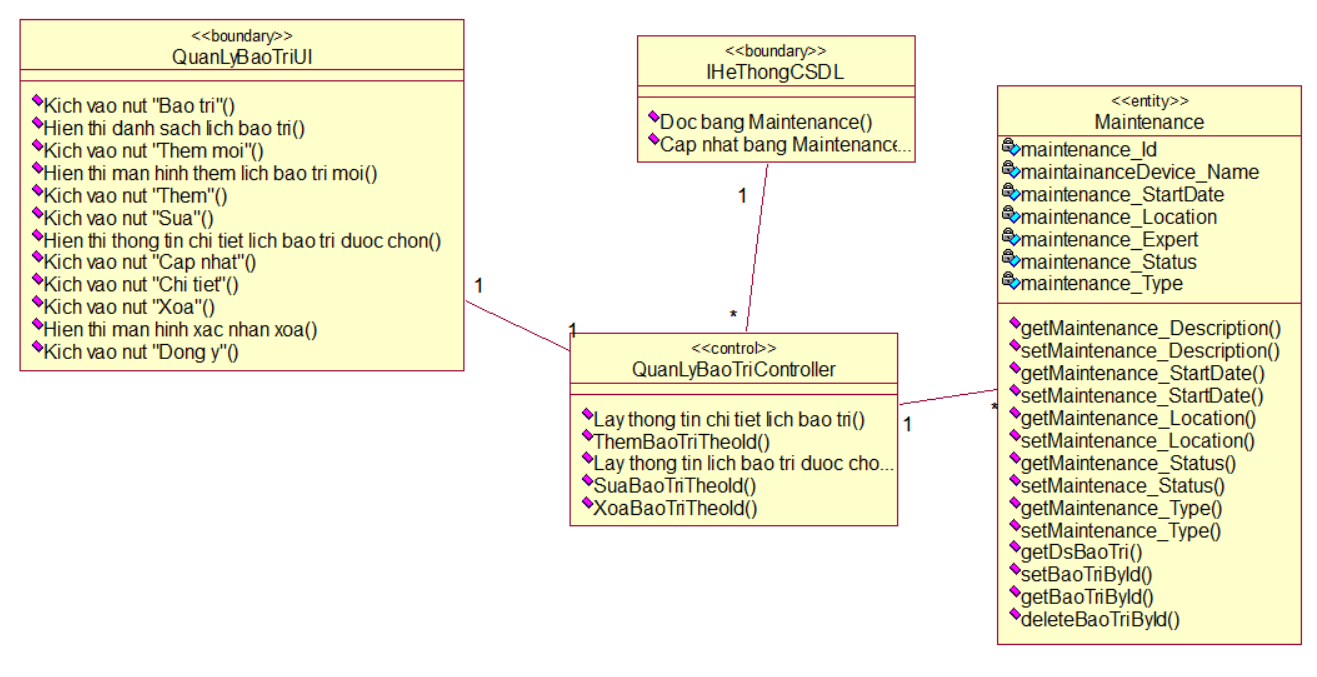 <<boundary>>
QuanLyBaoTriUI
Kich vao nut "Bao tri"()
Hien thi danh sach lich bao tri()
Kich vao nut "Them moi"()
Hien thi man hinh them lich bao tri moi()
Kich vao nut "Them"()
Kich vao nut "Sua"()
Hien thi thong tin chi tiet lich bao tri duoc chon()
Kich vao nut "Cap nhat"()
Kich vao nut "Chi tiet"()
Kich vao nut "Xoa"()
Hien thi man hinh xac nhan xoa()
Kich vao nut "Dong y"()
<<boundary>>
IHeThongCSDL
Doc bang Maintenance()
Cap nhat bang Maintenance...
<<entity>>
Maintenance
maintenance_Id
maintainanceDevice_Name
maintenance_StartDate
maintenance_Location
maintenance_Expert
maintenance_Status
maintenance_Type
getMaintenance_Description()
setMaintenance_Description()
getMaintenance_StartDate()
setMaintenance_StartDate()
getMaintenance_Location()
setMaintenance_Location()
getMaintenance_Status()
setMaintenace_Status()
getMaintenance_Type()
setMaintenance_Type()
getDsBaoTri()
setBaoTriById()
getBaoTriById()
deleteBaoTriById()
1
*
1
1
<<control>>
QuanLyBaoTriController
Lay thong tin chi tiet lich bao tri()
ThemBaoTriTheoId()
Lay thong tin lich bao tri duoc cho...
SuaBaoTriTheoId()
XoaBaoTriTheoId()
1
*